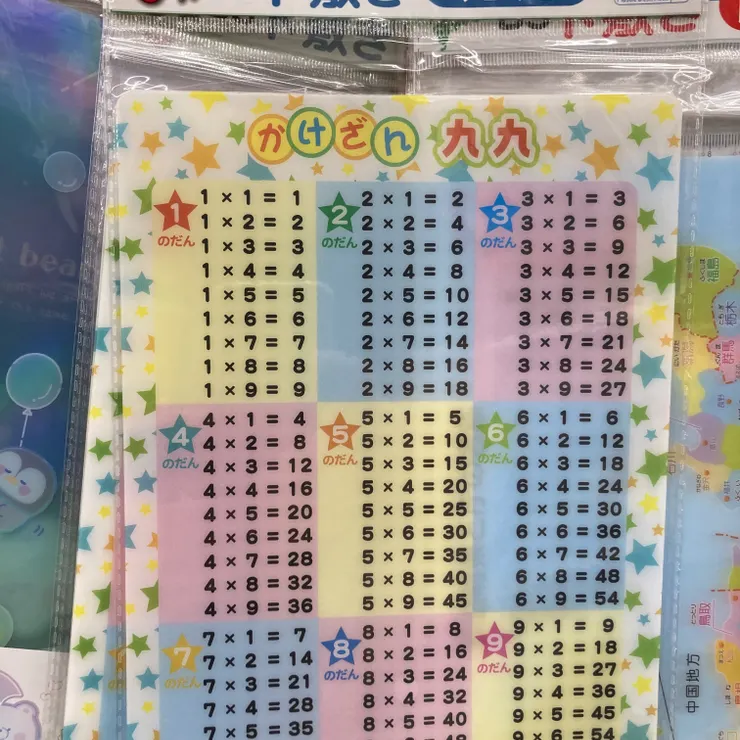 かけざん 九九
1
のだん
1 × 1 = 1
1 × 2 = 2
1 × 3 = 3
1 × 4 = 4
1 × 5 = 5
1 × 6 = 6
1 × 7 = 7
1 × 8 = 8
1 × 9 = 9
2
のだん
2 × 1 = 2
2 × 2 = 4
2 × 3 = 6
2 × 4 = 8
2 × 5 = 10
2 × 6 = 12
2 × 7 = 14
2 × 8 = 16
2 × 9 = 18
3
のだん
3 × 1 = 3
3 × 2 = 6
3 × 3 = 9
3 × 4 = 12
3 × 5 = 15
3 × 6 = 18
3 × 7 = 21
3 × 8 = 24
3 × 9 = 27
4
のだん
4 × 1 = 4
4 × 2 = 8
4 × 3 = 12
4 × 4 = 16
4 × 5 = 20
4 × 6 = 24
4 × 7 = 28
4 × 8 = 32
4 × 9 = 36
5
のだん
5 × 1 = 5
5 × 2 = 10
5 × 3 = 15
5 × 4 = 20
5 × 5 = 25
5 × 6 = 30
5 × 7 = 35
5 × 8 = 40
5 × 9 = 45
6
のだん
6 × 1 = 6
6 × 2 = 12
6 × 3 = 18
6 × 4 = 24
6 × 5 = 30
6 × 6 = 36
6 × 7 = 42
6 × 8 = 48
6 × 9 = 54
7
のだん
7 × 1 = 7
7 × 2 = 14
7 × 3 = 21
7 × 4 = 28
7 × 5 = 35
8
のだん
8 × 1 = 8
8 × 2 = 16
8 × 3 = 24
8 × 4 = 32
8 × 5 = 40
9
のだん
9 × 1 = 9
9 × 2 = 18
9 × 3 = 27
9 × 4 = 36
9 × 5 = 45
9 × 6 = 54
福島
栃木
群馬
石川
鳥取
中国地方